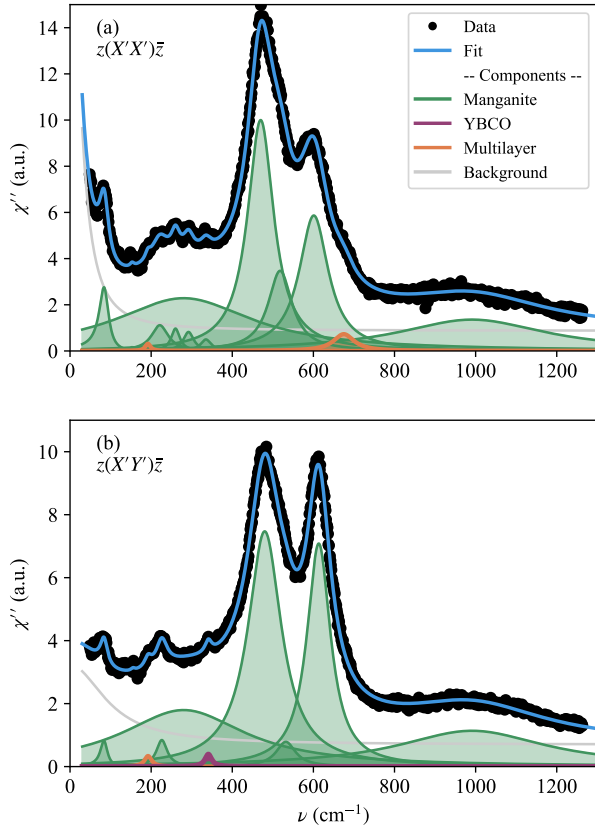 (a)
z(X′X′)z̄
Data
Fit
-- Components --
Manganite
YBCO
Multilayer
Background
14
12
10
8
6
4
2
0
χ′′ (a.u.)
0 200 400 600 800 1000 1200
(b)
z(X′Y′)z̄
10
8
6
4
2
0
χ′′ (a.u.)
0 200 400 600 800 1000 1200
ν (cm⁻¹)